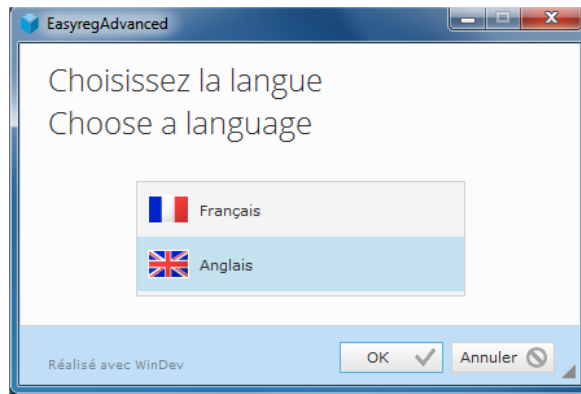 EasyregAdvanced
Choisissez la langue
Choose a language
Français
Anglais
Réalisé avec WinDev
OK
Annuler